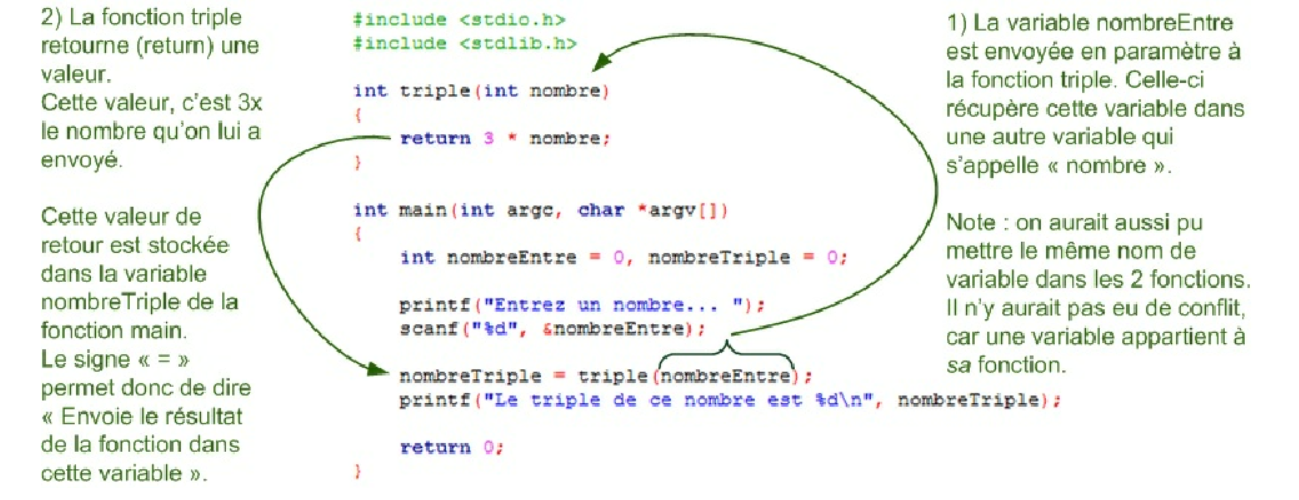 2) La fonction triple
retourne (return) une
valeur.
Cette valeur, c'est 3x
le nombre qu'on lui a
envoyé.
Cette valeur de
retour est stockée
dans la variable
nombreTriple de la
fonction main.
Le signe « = »
permet donc de dire
« Envoie le résultat
de la fonction dans
cette variable ».
#include <stdio.h>
#include <stdlib.h>
int triple(int nombre)
{
return 3 * nombre;
}
int main(int argc, char *argv[])
{
int nombreEntre = 0, nombreTriple = 0;
printf("Entrez un nombre... ");
scanf("%d", &nombreEntre);
nombreTriple = triple(nombreEntre);
printf("Le triple de ce nombre est %d\n", nombreTriple);
return 0;
}
1) La variable nombreEntre
est envoyée en paramètre à
la fonction triple. Celle-ci
récupère cette variable dans
une autre variable qui
s'appelle « nombre ».
Note : on aurait aussi pu
mettre le même nom de
variable dans les 2 fonctions.
Il n'y aurait pas eu de conflit,
car une variable appartient à
sa fonction.